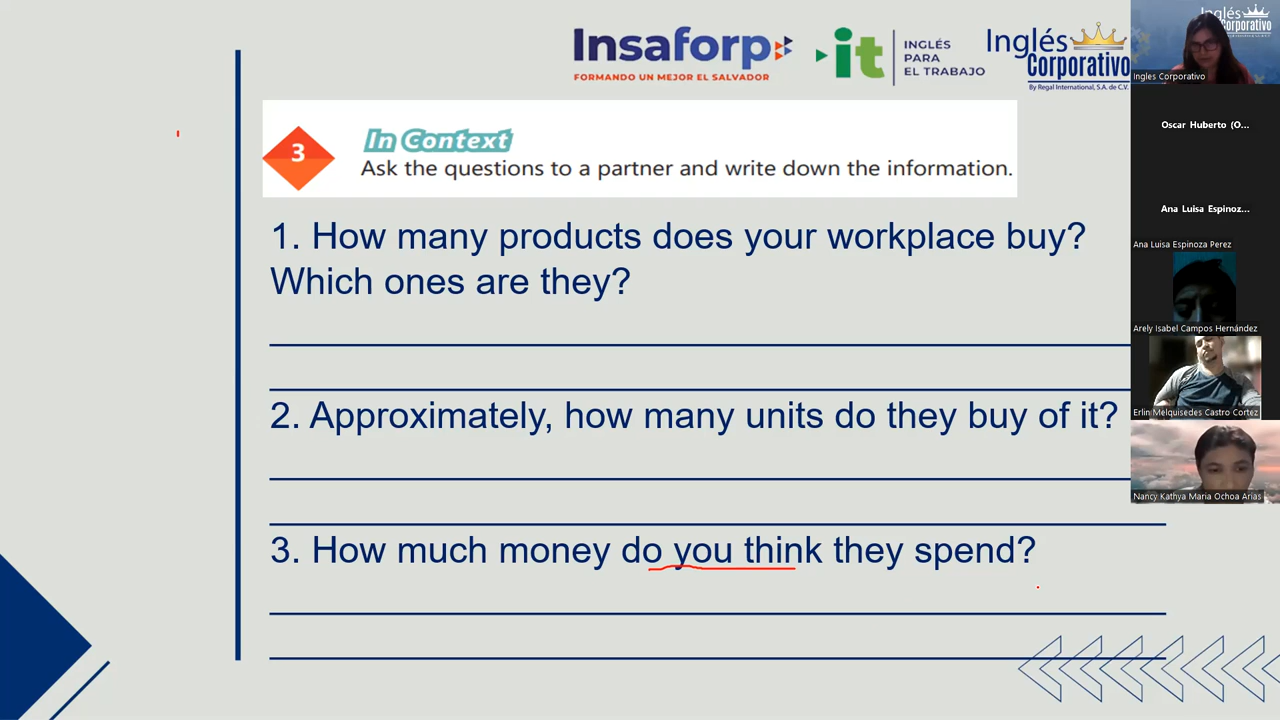 Insaforp
FORMANDO UN MEJOR EL SALVADOR
it
INGLÉS
PARA
EL TRABAJO
Inglés
Corporativo
By Regal International, S.A. de C.V.
3
In Context
Ask the questions to a partner and write down the information.
1. How many products does your workplace buy?
Which ones are they?
2. Approximately, how many units do they buy of it?
3. How much money do you think they spend?
Inglés
Corporativo
Ingles Corporativo
Oscar Huberto (O...
Ana Luisa Espinoz...
Ana Luisa Espinoza Perez
Arely Isabel Campos Hernández
Erlin Melquisedes Castro Cortez
Nancy Kathya Maria Ochoa Arias